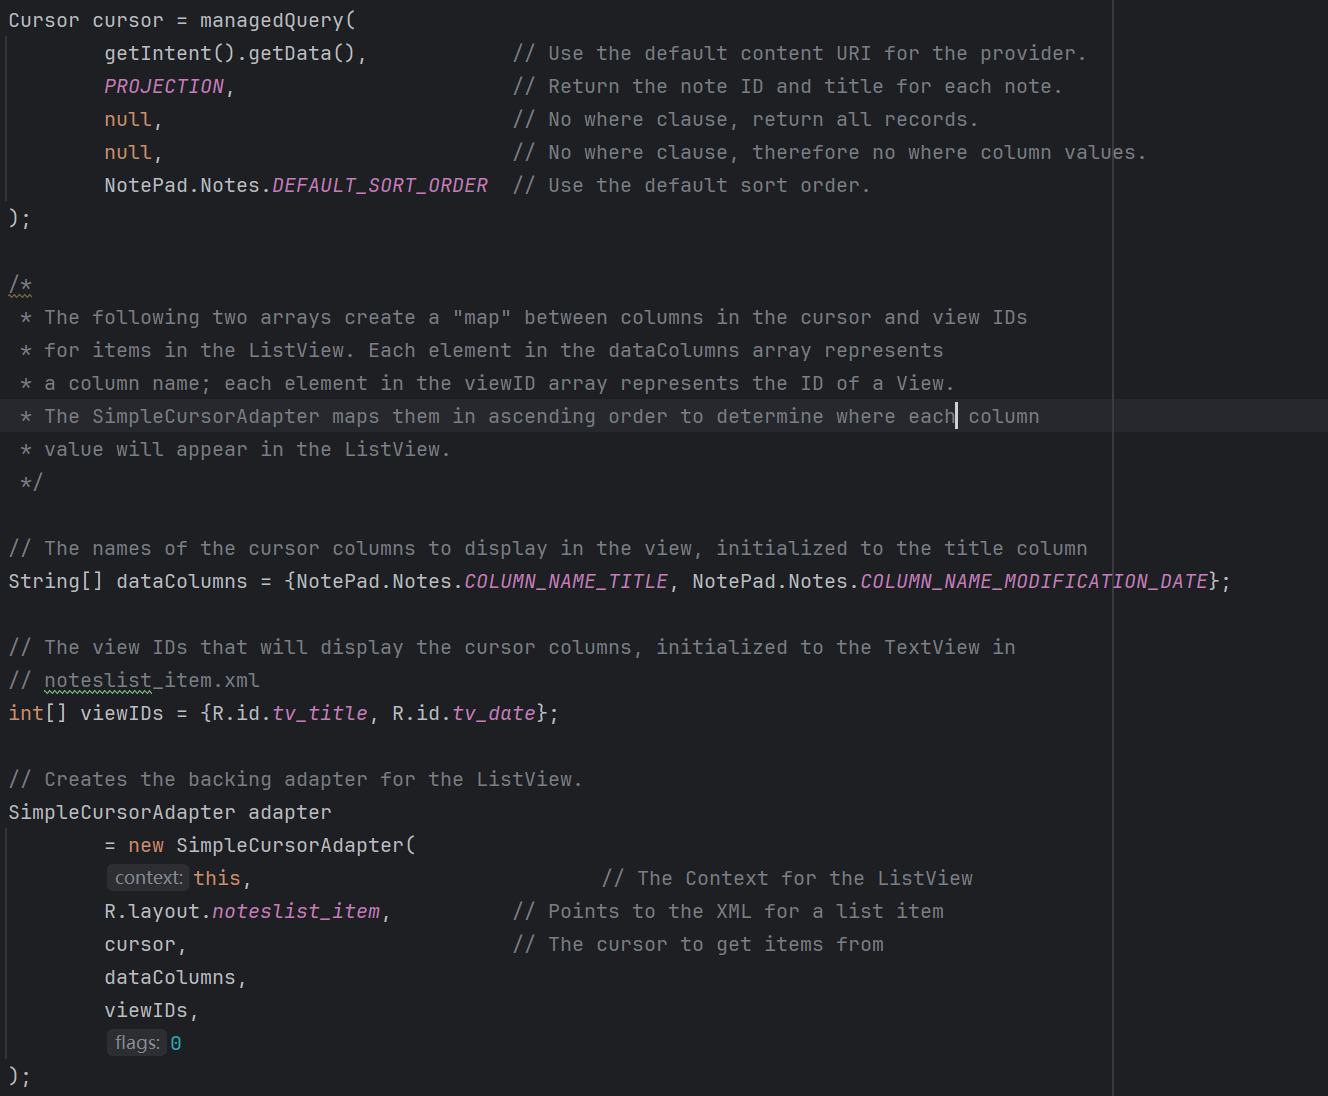 Cursor cursor = managedQuery(
        getIntent().getData(),            // Use the default content URI for the provider.
        PROJECTION,                       // Return the note ID and title for each note.
        null,                             // No where clause, return all records.
        null,                             // No where clause, therefore no where column values.
        NotePad.Notes.DEFAULT_SORT_ORDER  // Use the default sort order.
);

/*
 * The following two arrays create a "map" between columns in the cursor and view IDs
 * for items in the ListView. Each element in the dataColumns array represents
 * a column name; each element in the viewID array represents the ID of a View.
 * The SimpleCursorAdapter maps them in ascending order to determine where each column
 * value will appear in the ListView.
 */

// The names of the cursor columns to display in the view, initialized to the title column
String[] dataColumns = {NotePad.Notes.COLUMN_NAME_TITLE, NotePad.Notes.COLUMN_NAME_MODIFICATION_DATE};

// The view IDs that will display the cursor columns, initialized to the TextView in
// noteslist_item.xml
int[] viewIDs = {R.id.tv_title, R.id.tv_date};

// Creates the backing adapter for the ListView.
SimpleCursorAdapter adapter
        = new SimpleCursorAdapter(
        context: this,                             // The Context for the ListView
        R.layout.noteslist_item,          // Points to the XML for a list item
        cursor,                           // The cursor to get items from
        dataColumns,
        viewIDs,
        flags: 0
);